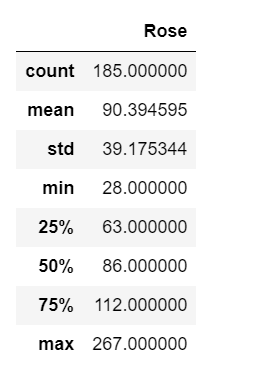 Rose
count 185.000000
mean 90.394595
std 39.175344
min 28.000000
25% 63.000000
50% 86.000000
75% 112.000000
max 267.000000